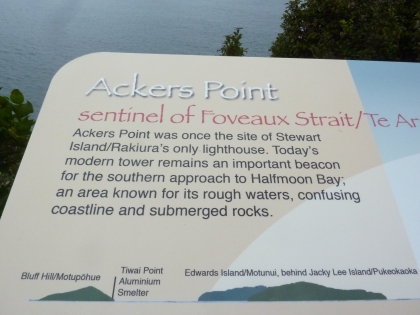 Ackers Point
sentinel of Foveaux Strait/Te Ar
Ackers Point was once the site of Stewart
Island/Rakiura's only lighthouse. Today's
modern tower remains an important beacon
for the southern approach to Halfmoon Bay;
an area known for its rough waters, confusing
coastline and submerged rocks.
Bluff Hill/Motupōhue
Tiwai Point
Aluminium
Smelter
Edwards Island/Motunui, behind Jacky Lee Island/Pukeokaoka